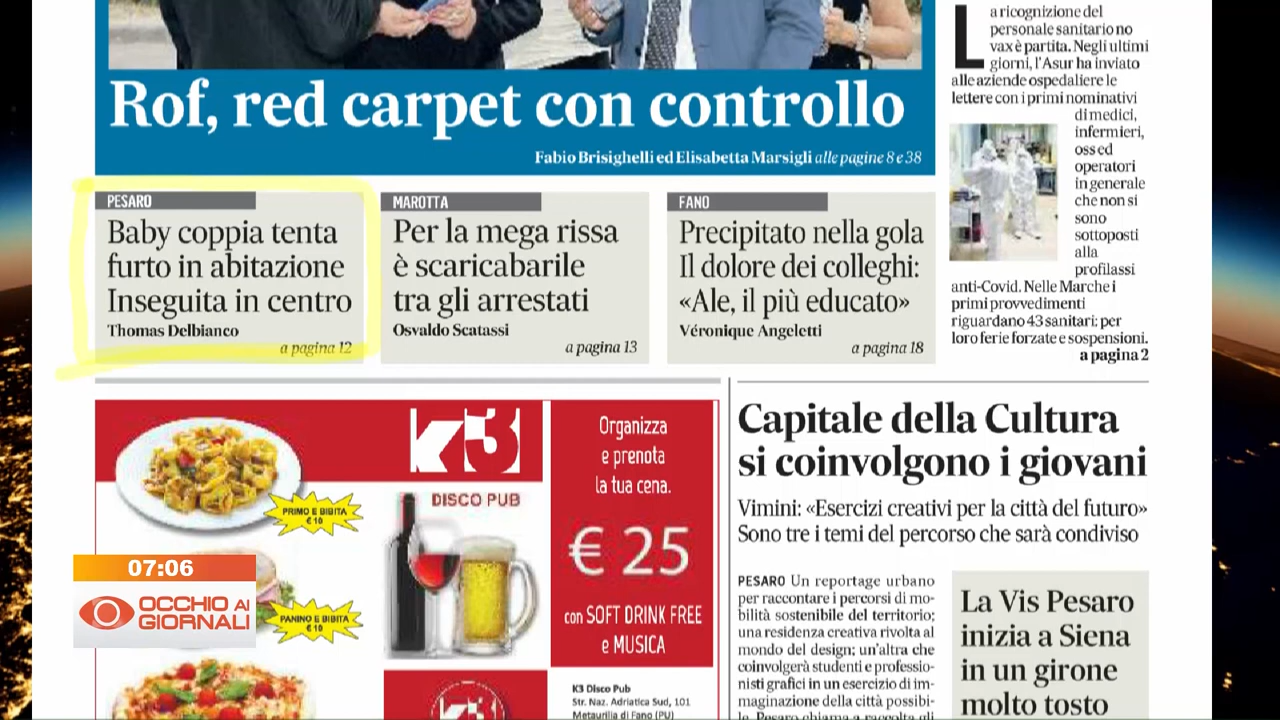 Rof, red carpet con controllo
Fabio Brisighelli ed Elisabetta Marsigli alle pagine 8 e 38
PESARO
Baby coppia tenta
furto in abitazione
Inseguita in centro
Thomas Delbianco
a pagina 12
MAROTTA
Per la mega rissa
è scaricabarile
tra gli arrestati
Osvaldo Scatassi
a pagina 13
FANO
Precipitato nella gola
Il dolore dei colleghi:
«Ale, il più educato»
Véronique Angeletti
a pagina 18
La ricognizione del
personale sanitario no
vax è partita. Negli ultimi
giorni, l'Asur ha inviato
alle aziende ospedaliere le
lettere con i primi nominativi
di medici,
infermieri,
oss ed
operatori
in generale
che non si
sono
sottoposti
alla
profilassi
anti-Covid. Nelle Marche i
primi provvedimenti
riguardano 43 sanitari: per
loro ferie forzate e sospensioni.
a pagina 2
K3
DISCO PUB
PRIMO E BIBITA
€ 10
PANINO E BIBITA
€ 10
Organizza
e prenota
la tua cena.
€ 25
con SOFT DRINK FREE
e MUSICA
K3
K3 Disco Pub
Str. Naz. Adriatica Sud, 101
Metaurilia di Fano (PU)
Capitale della Cultura
si coinvolgono i giovani
Vimini: «Esercizi creativi per la città del futuro»
Sono tre i temi del percorso che sarà condiviso
PESARO Un reportage urbano
per raccontare i percorsi di mo-
bilità sostenibile del territorio;
una residenza creativa rivolta al
mondo del design; un'altra che
coinvolgerà studenti e professio-
nisti grafici in un esercizio di im-
maginazione della città possibi-
le. Pesaro chiama a raccolta gli
La Vis Pesaro
inizia a Siena
in un girone
molto tosto
07:06
OCCHIO AI
GIORNALI